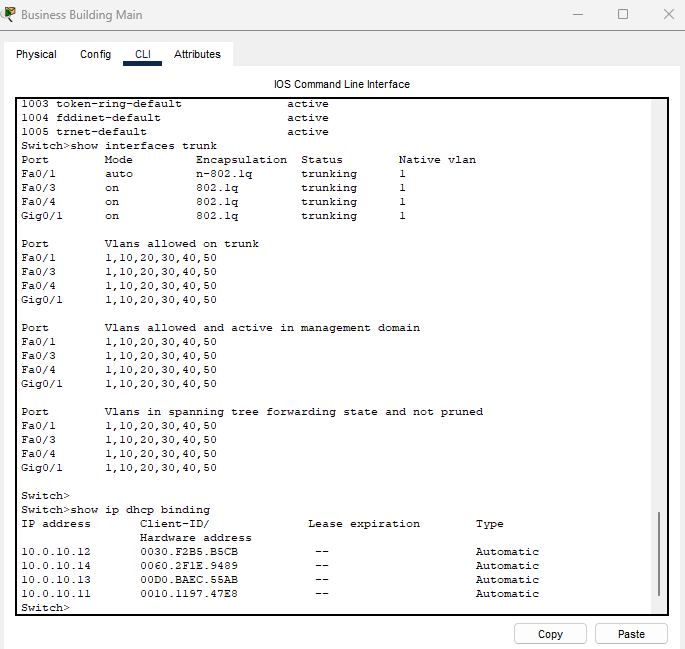 Business Building Main
Physical Config CLI Attributes
IOS Command Line Interface
1003 token-ring-default active
1004 fddinet-default active
1005 trnet-default active
Switch>show interfaces trunk
Port Mode Encapsulation Status Native vlan
Fa0/1 auto n-802.1q trunking 1
Fa0/3 on 802.1q trunking 1
Fa0/4 on 802.1q trunking 1
Gig0/1 on 802.1q trunking 1
Port Vlans allowed on trunk
Fa0/1 1,10,20,30,40,50
Fa0/3 1,10,20,30,40,50
Fa0/4 1,10,20,30,40,50
Gig0/1 1,10,20,30,40,50
Port Vlans allowed and active in management domain
Fa0/1 1,10,20,30,40,50
Fa0/3 1,10,20,30,40,50
Fa0/4 1,10,20,30,40,50
Gig0/1 1,10,20,30,40,50
Port Vlans in spanning tree forwarding state and not pruned
Fa0/1 1,10,20,30,40,50
Fa0/3 1,10,20,30,40,50
Fa0/4 1,10,20,30,40,50
Gig0/1 1,10,20,30,40,50
Switch>
Switch>show ip dhcp binding
IP address Client-ID/ Lease expiration Type
Hardware address
10.0.10.12 0030.F2B5.B5CB -- Automatic
10.0.10.14 0060.2F1E.9489 -- Automatic
10.0.10.13 00D0.BAEC.55AB -- Automatic
10.0.10.11 0010.1197.47E8 -- Automatic
Switch>
Copy Paste